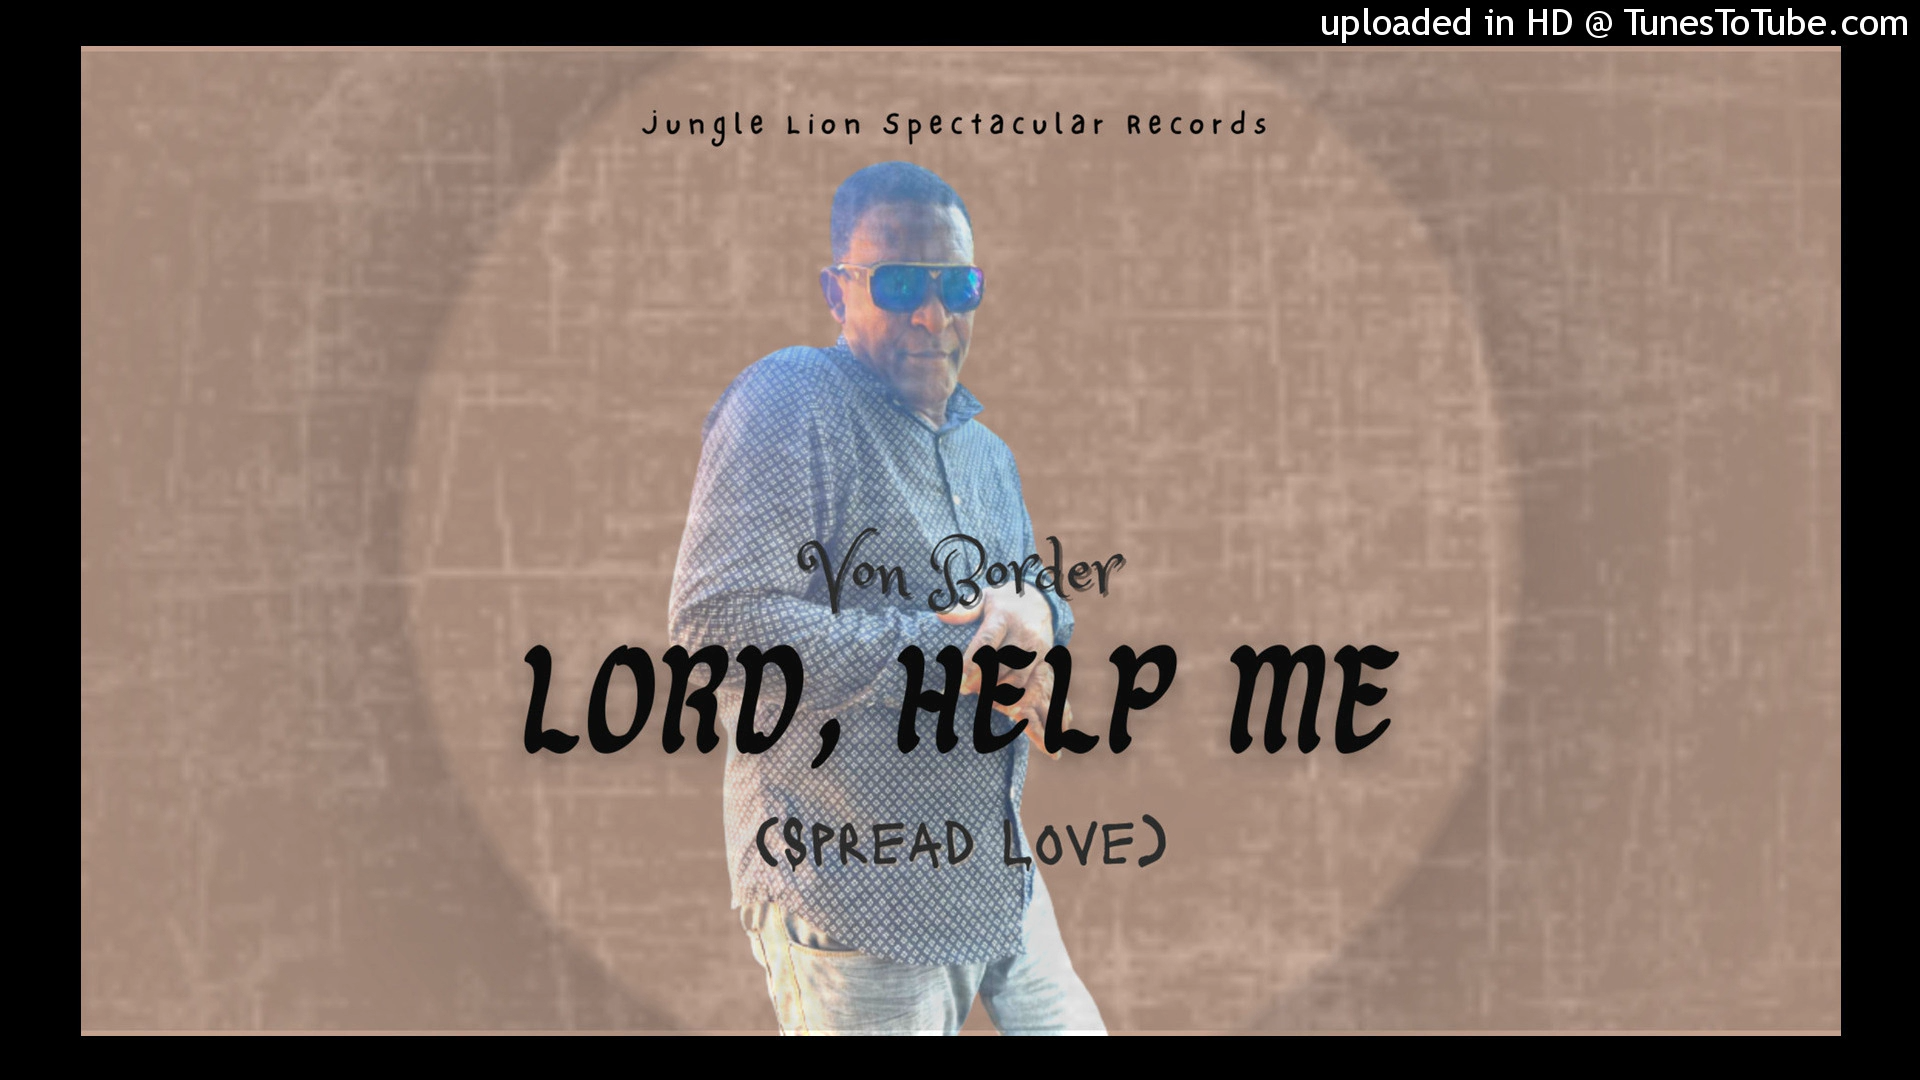 uploaded in HD @ TunesToTube.com
Jungle Lion Spectacular Records
Von Border
LORD, HELP ME
(SPREAD LOVE)